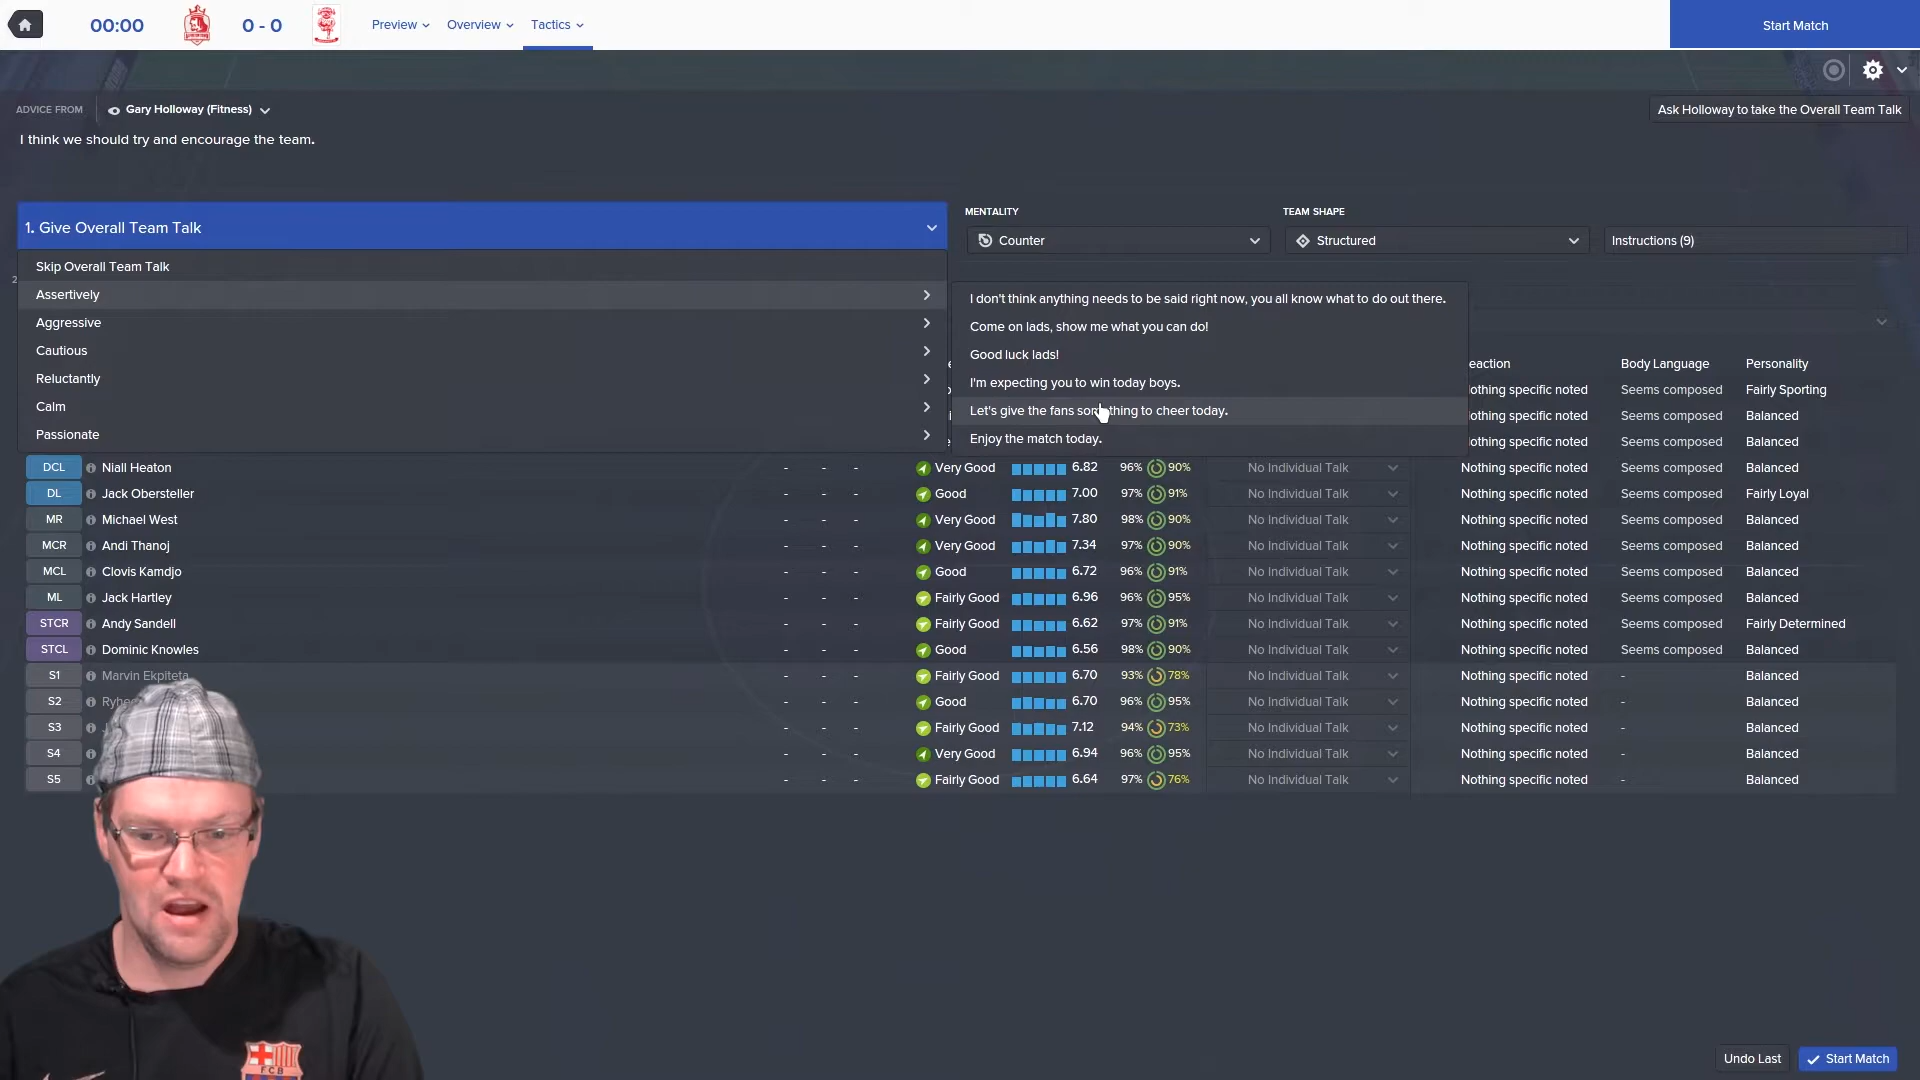 00:00
0 - 0
Preview
Overview
Tactics
Start Match
ADVICE FROM
Gary Holloway (Fitness)
Ask Holloway to take the Overall Team Talk
I think we should try and encourage the team.
1. Give Overall Team Talk
MENTALITY
TEAM SHAPE
Counter
Structured
Instructions (9)
Skip Overall Team Talk
2
Assertively
Aggressive
Cautious
Reluctantly
Calm
Passionate
I don't think anything needs to be said right now, you all know what to do out there.
Come on lads, show me what you can do!
Good luck lads!
I'm expecting you to win today boys.
Let's give the fans something to cheer today.
Enjoy the match today.
Body Language Personality
Nothing specific noted Seems composed Fairly Sporting
Nothing specific noted Seems composed Balanced
Nothing specific noted Seems composed Balanced
DCL Niall Heaton - - - Very Good 6.82 96% 90% No Individual Talk Nothing specific noted Seems composed Balanced
DL Jack Obersteller - - - Good 7.00 97% 91% No Individual Talk Nothing specific noted Seems composed Fairly Loyal
MR Michael West - - - Very Good 7.80 98% 90% No Individual Talk Nothing specific noted Seems composed Balanced
MCR Andi Thanoj - - - Very Good 7.34 97% 90% No Individual Talk Nothing specific noted Seems composed Balanced
MCL Clovis Kamdjo - - - Good 6.72 96% 91% No Individual Talk Nothing specific noted Seems composed Balanced
ML Jack Hartley - - - Fairly Good 6.96 96% 95% No Individual Talk Nothing specific noted Seems composed Balanced
STCR Andy Sandell - - - Fairly Good 6.62 97% 91% No Individual Talk Nothing specific noted Seems composed Fairly Determined
STCL Dominic Knowles - - - Good 6.56 98% 90% No Individual Talk Nothing specific noted Seems composed Balanced
S1 Marvin Ekpiteta - - - Fairly Good 6.70 93% 78% No Individual Talk Nothing specific noted - Balanced
S2 - - - Good 6.70 96% 95% No Individual Talk Nothing specific noted - Balanced
S3 - - - Fairly Good 7.12 94% 73% No Individual Talk Nothing specific noted - Balanced
S4 - - - Very Good 6.94 96% 95% No Individual Talk Nothing specific noted - Balanced
S5 - - - Fairly Good 6.64 97% 76% No Individual Talk Nothing specific noted - Balanced
FCB
Undo Last
Start Match